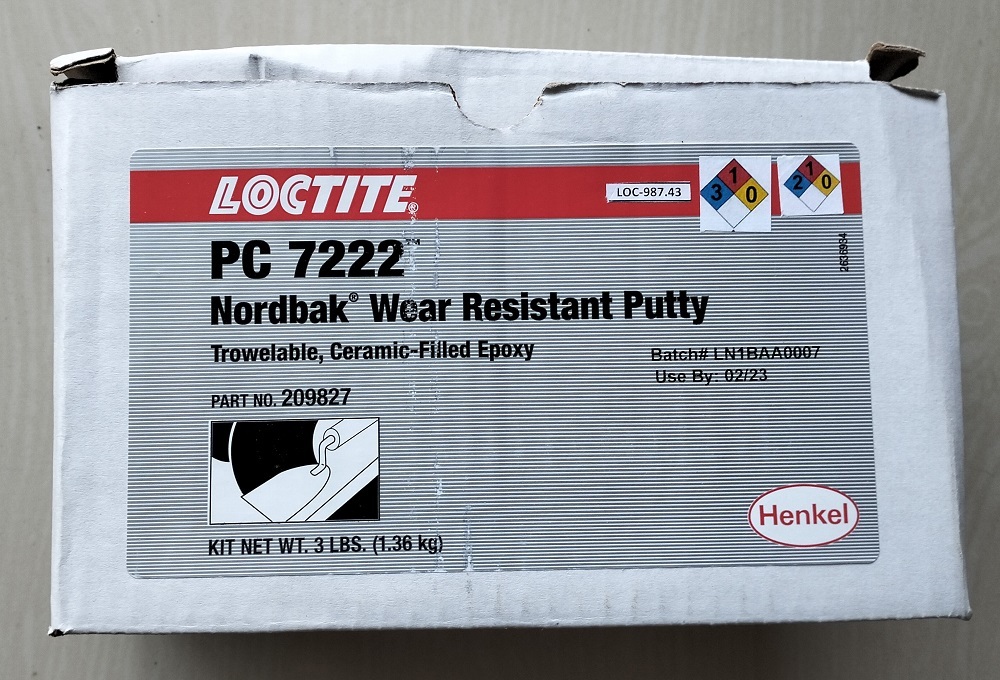 LOCTITE®
LOC-987.43
3 1 0
2 1 0
PC 7222™
Nordbak® Wear Resistant Putty
Trowelable, Ceramic-Filled Epoxy
Batch# LN1BAA0007
Use By: 02/23
PART NO. 209827
Henkel
KIT NET WT. 3 LBS. (1.36 kg)